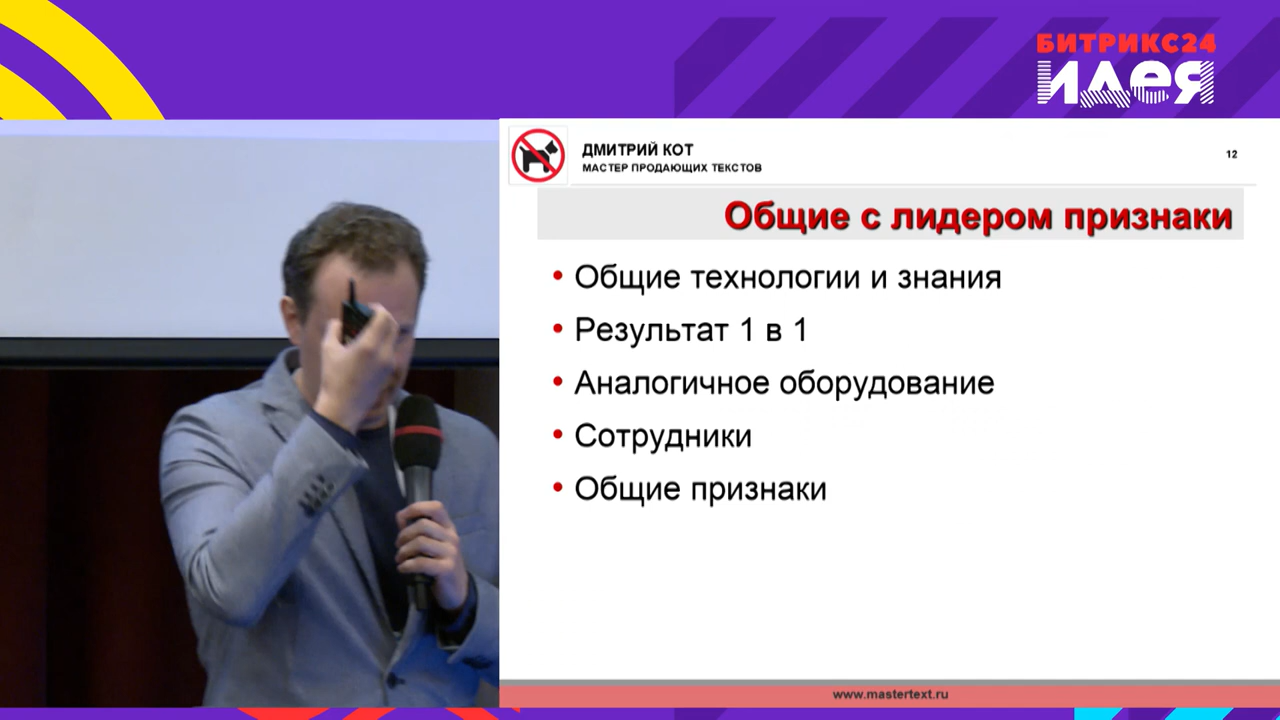 БИТРИКС24
ИДЕЯ
ДМИТРИЙ КОТ
МАСТЕР ПРОДАЮЩИХ ТЕКСТОВ
12
Общие с лидером признаки
• Общие технологии и знания
• Результат 1 в 1
• Аналогичное оборудование
• Сотрудники
• Общие признаки
www.mastertext.ru